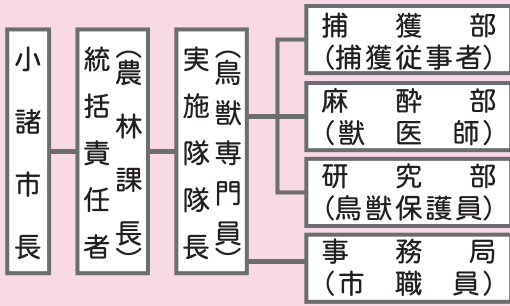 小諸市長
統括責任者
（農林課長）
実施隊隊長
（鳥獣専門員）
捕獲部
（捕獲従事者）
麻酔部
（獣医師）
研究部
（鳥獣保護員）
事務局
（市職員）